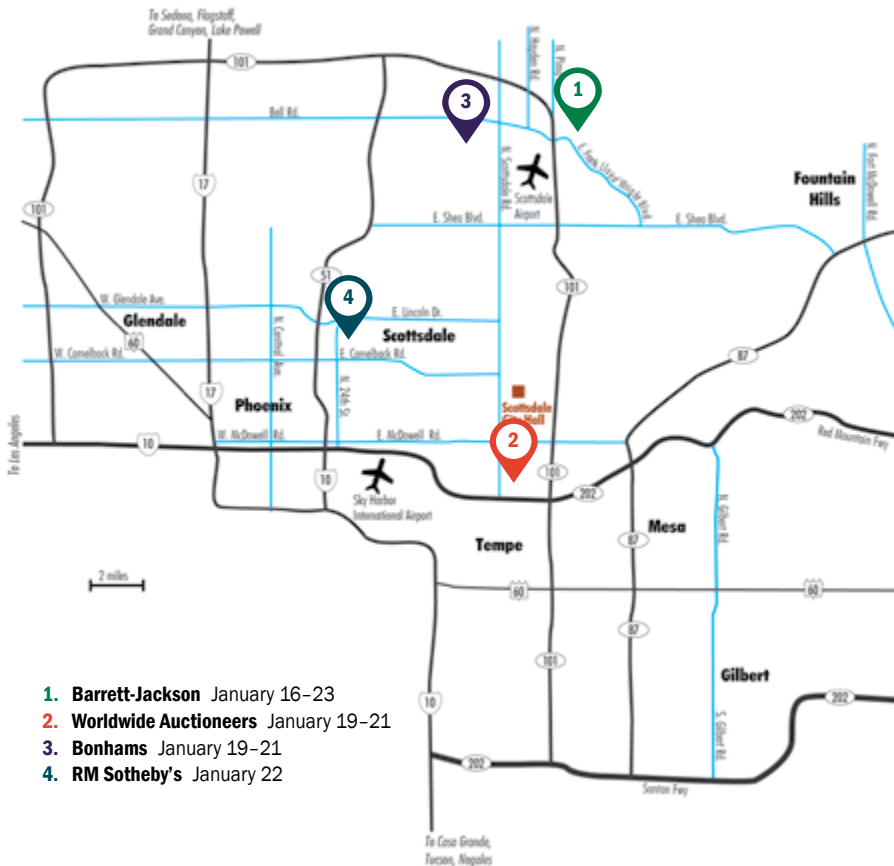 To Sedona, Flagstaff,
Grand Canyon, Lake Powell
101
N. Hayden Rd.
3
1
Bell Rd.
17
N. Scottsdale Rd.
E. Frank Lloyd Wright Blvd.
N. Fort McDowell Rd.
Fountain
Hills
101
Scottsdale
Airport
E. Shea Blvd.
E. Shea Blvd.
51
101
4
W. Glendale Ave.
E. Lincoln Dr.
Glendale
60
N. Central Ave.
Scottsdale
W. Camelback Rd.
E. Camelback Rd.
87
17
N. 24th St.
Phoenix
Scottsdale
City Hall
202
Red Mountain Fwy
To Los Angeles
10
W. McDowell Rd.
E. McDowell Rd.
2
10
101
202
Sky Harbor
International Airport
Tempe
87
Mesa
N. Gilbert Rd.
2 miles
60
60
87
101
Gilbert
10
202
S. Gilbert Rd.
202
Santan Fwy
1. Barrett-Jackson January 16–23
2. Worldwide Auctioneers January 19–21
3. Bonhams January 19–21
4. RM Sotheby's January 22
To Casa Grande,
Tucson, Nogales